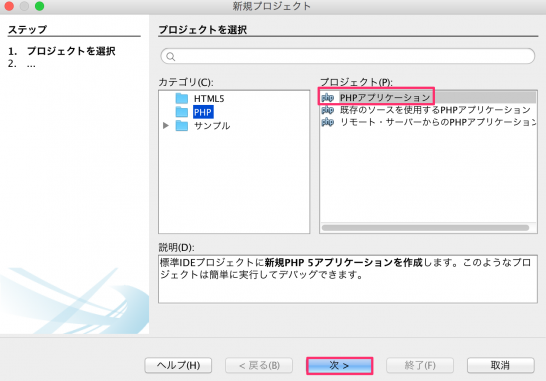 新規プロジェクト
ステップ
1. プロジェクトを選択
2. ...
プロジェクトを選択
カテゴリ(C):
HTML5
PHP
サンプル
プロジェクト(P):
PHPアプリケーション
既存のソースを使用するPHPアプリケーション
リモート・サーバーからのPHPアプリケーション
説明(D):
標準IDEプロジェクトに新規PHP 5アプリケーションを作成します。このようなプロ
ジェクトは簡単に実行してデバッグできます。
ヘルプ(H)
< 戻る(B)
次 >
終了(F)
取消